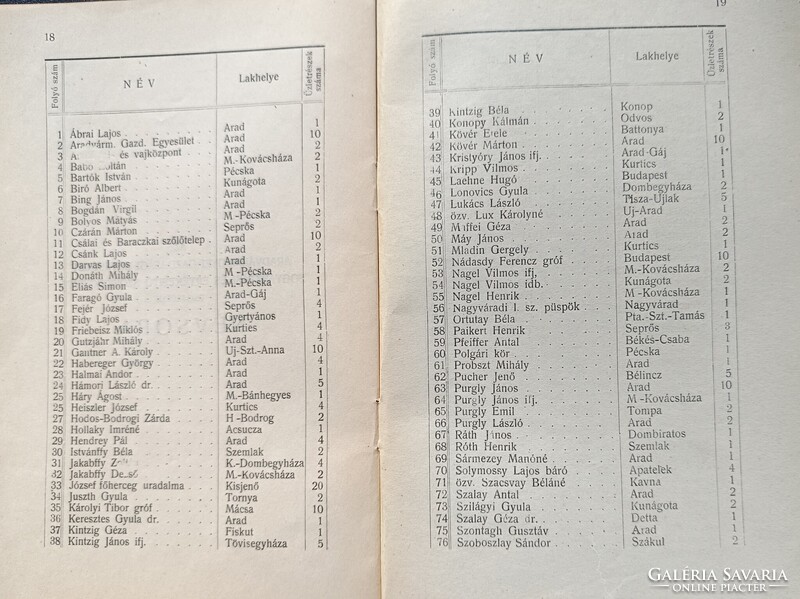 18
Folyó szám NÉV Lakhelye Üzletrészek száma
1 Ábrai Lajos Arad 1
2 Aradvárm. Gazd. Egyesület Arad 10
3 és vajközpont Arad 2
4 Zoltán M.-Kovácsháza 2
5 Bartók István Pécska 1
6 Biró Albert Kunágota 2
7 Bing János Arad 1
8 Bogdán Virgil Arad 1
9 Bolyos Mátyás M.-Pécska 2
10 Czárán Márton Seprős 2
11 Csálai és Baraczkai szőlőtelep Arad 10
12 Csánk Lajos Arad 2
13 Darvas Lajos Arad 1
14 Donáth Mihály M.-Pécska 1
15 Eliás Simon M.-Pécska 1
16 Faragó Gyula Arad-Gáj 1
17 Fejér József Seprős 4
18 Fidy Lajos Gyertyános 1
19 Friebeisz Miklós Kurties 4
20 Gutzjahr Mihály Arad 4
21 Gautner A. Károly Uj-Szt.-Anna 10
22 Habereger György Arad 4
23 Halmai Andor Arad 1
24 Hámori László dr. Arad 5
25 Háry Ágost M.-Bánhegyes 1
26 Heiszler József Kurtics 4
27 Hodos-Bodrogi Zárda H-Bodrog 2
28 Hollaky Imréné Acsucza 1
29 Hendrey Pál Arad 4
30 Istvánffy Béla Szemlak 2
31 Jakabffy K.-Dombegyháza 4
32 Jakabffy M.-Kovácsháza 2
33 József főherceg uradalma Kisjenő 20
34 Juszth Gyula Tornya 2
35 Károlyi Tibor gróf Mácsa 10
36 Keresztes Gyula dr. Arad 1
37 Kintzig Géza Fiskut 1
38 Kintzig János ifj. Tövisegyháza 5
19
Folyó szám NÉV Lakhelye Üzletrészek száma
39 Kintzig Béla Konop 1
40 Konopy Kálmán Odvos 2
41 Kövér Etele Battonya 1
42 Kövér Márton Arad 10
43 Krislyóry János ifj. Arad-Gáj 1
44 Kripp Vilmos Kurtics 1
45 Laehne Hugó Budapest 1
46 Lonovics Gyula Dombegyháza 2
47 Lukács László Tisza-Ujlak 5
48 özv. Lux Károlyné Uj-Arad 1
49 Maffei Géza Arad 2
50 Máy János Arad 2
51 Mladin Gergely Kurtics 1
52 Nádasdy Ferencz gróf Budapest 10
53 Nagel Vilmos ifj. M.-Kovácsháza 2
54 Nagel Vilmos idb. Kunágota 2
55 Nagel Henrik M.-Kovácsháza 1
56 Nagyváradi l. sz. püspök Nagyvárad 1
57 Ortutay Béla Pta.-Szt.-Tamás 1
58 Paikert Henrik Seprős 3
59 Pfeiffer Antal Békés-Csaba 1
60 Polgári kör Pécska 1
61 Probszt Mihály Arad 1
62 Pucher Jenő Bélincz 5
63 Purgly János Arad 10
64 Purgly János ifj. M-Kovácsháza 1
65 Purgly Emil Tompa 2
66 Purgly László Arad 2
67 Ráth János Dombiratos 1
68 Róth Henrik Szemlak 1
69 Sármezey Manóné Arad 1
70 Solymossy Lajos báró Apatelek 4
71 özv. Szacsvay Béláné Kavna 1
72 Szalay Antal Arad 2
73 Szilágyi Gyula Kunágota 2
74 Szalay Géza dr. Detta 1
75 Szontagh Gusztáv Arad 1
76 Szoboszlay Sándor Szákul 2
GALÉRIA SAVARIA
ONLINE PIACTÉR